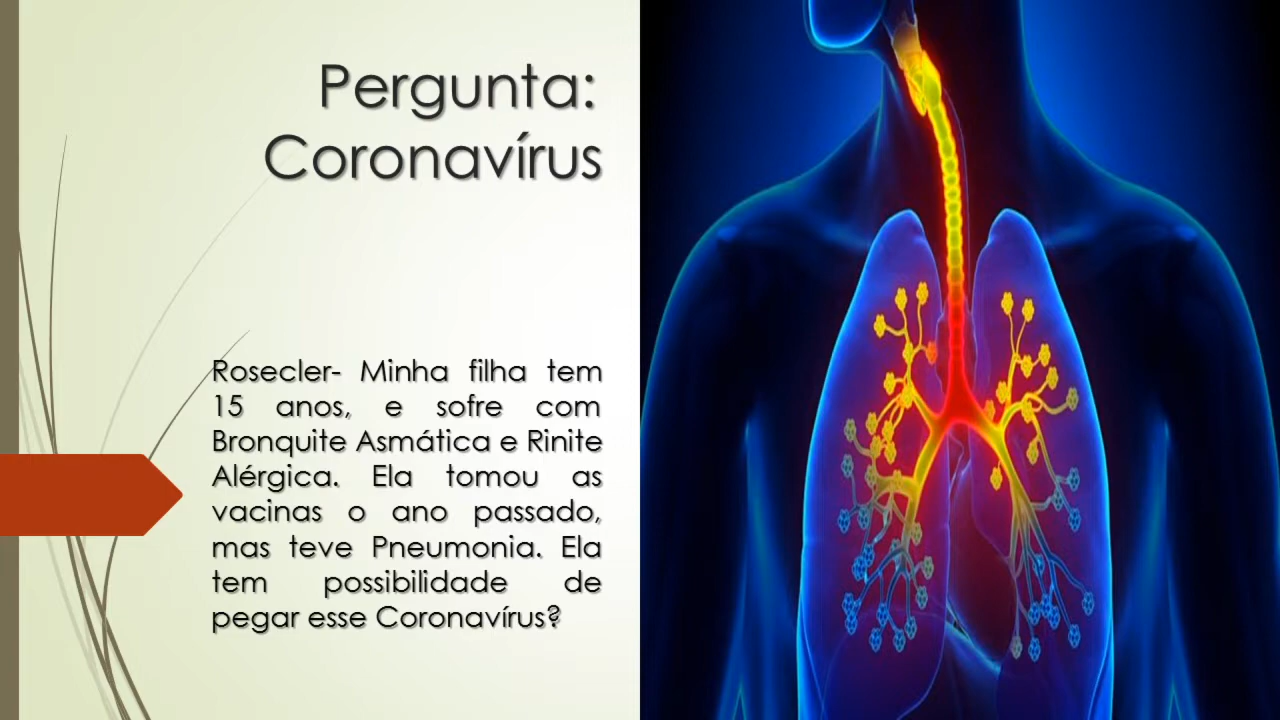 Pergunta:
Coronavírus
Rosecler- Minha filha tem
15 anos, e sofre com
Bronquite Asmática e Rinite
Alérgica. Ela tomou as
vacinas o ano passado,
mas teve Pneumonia. Ela
tem possibilidade de
pegar esse Coronavírus?